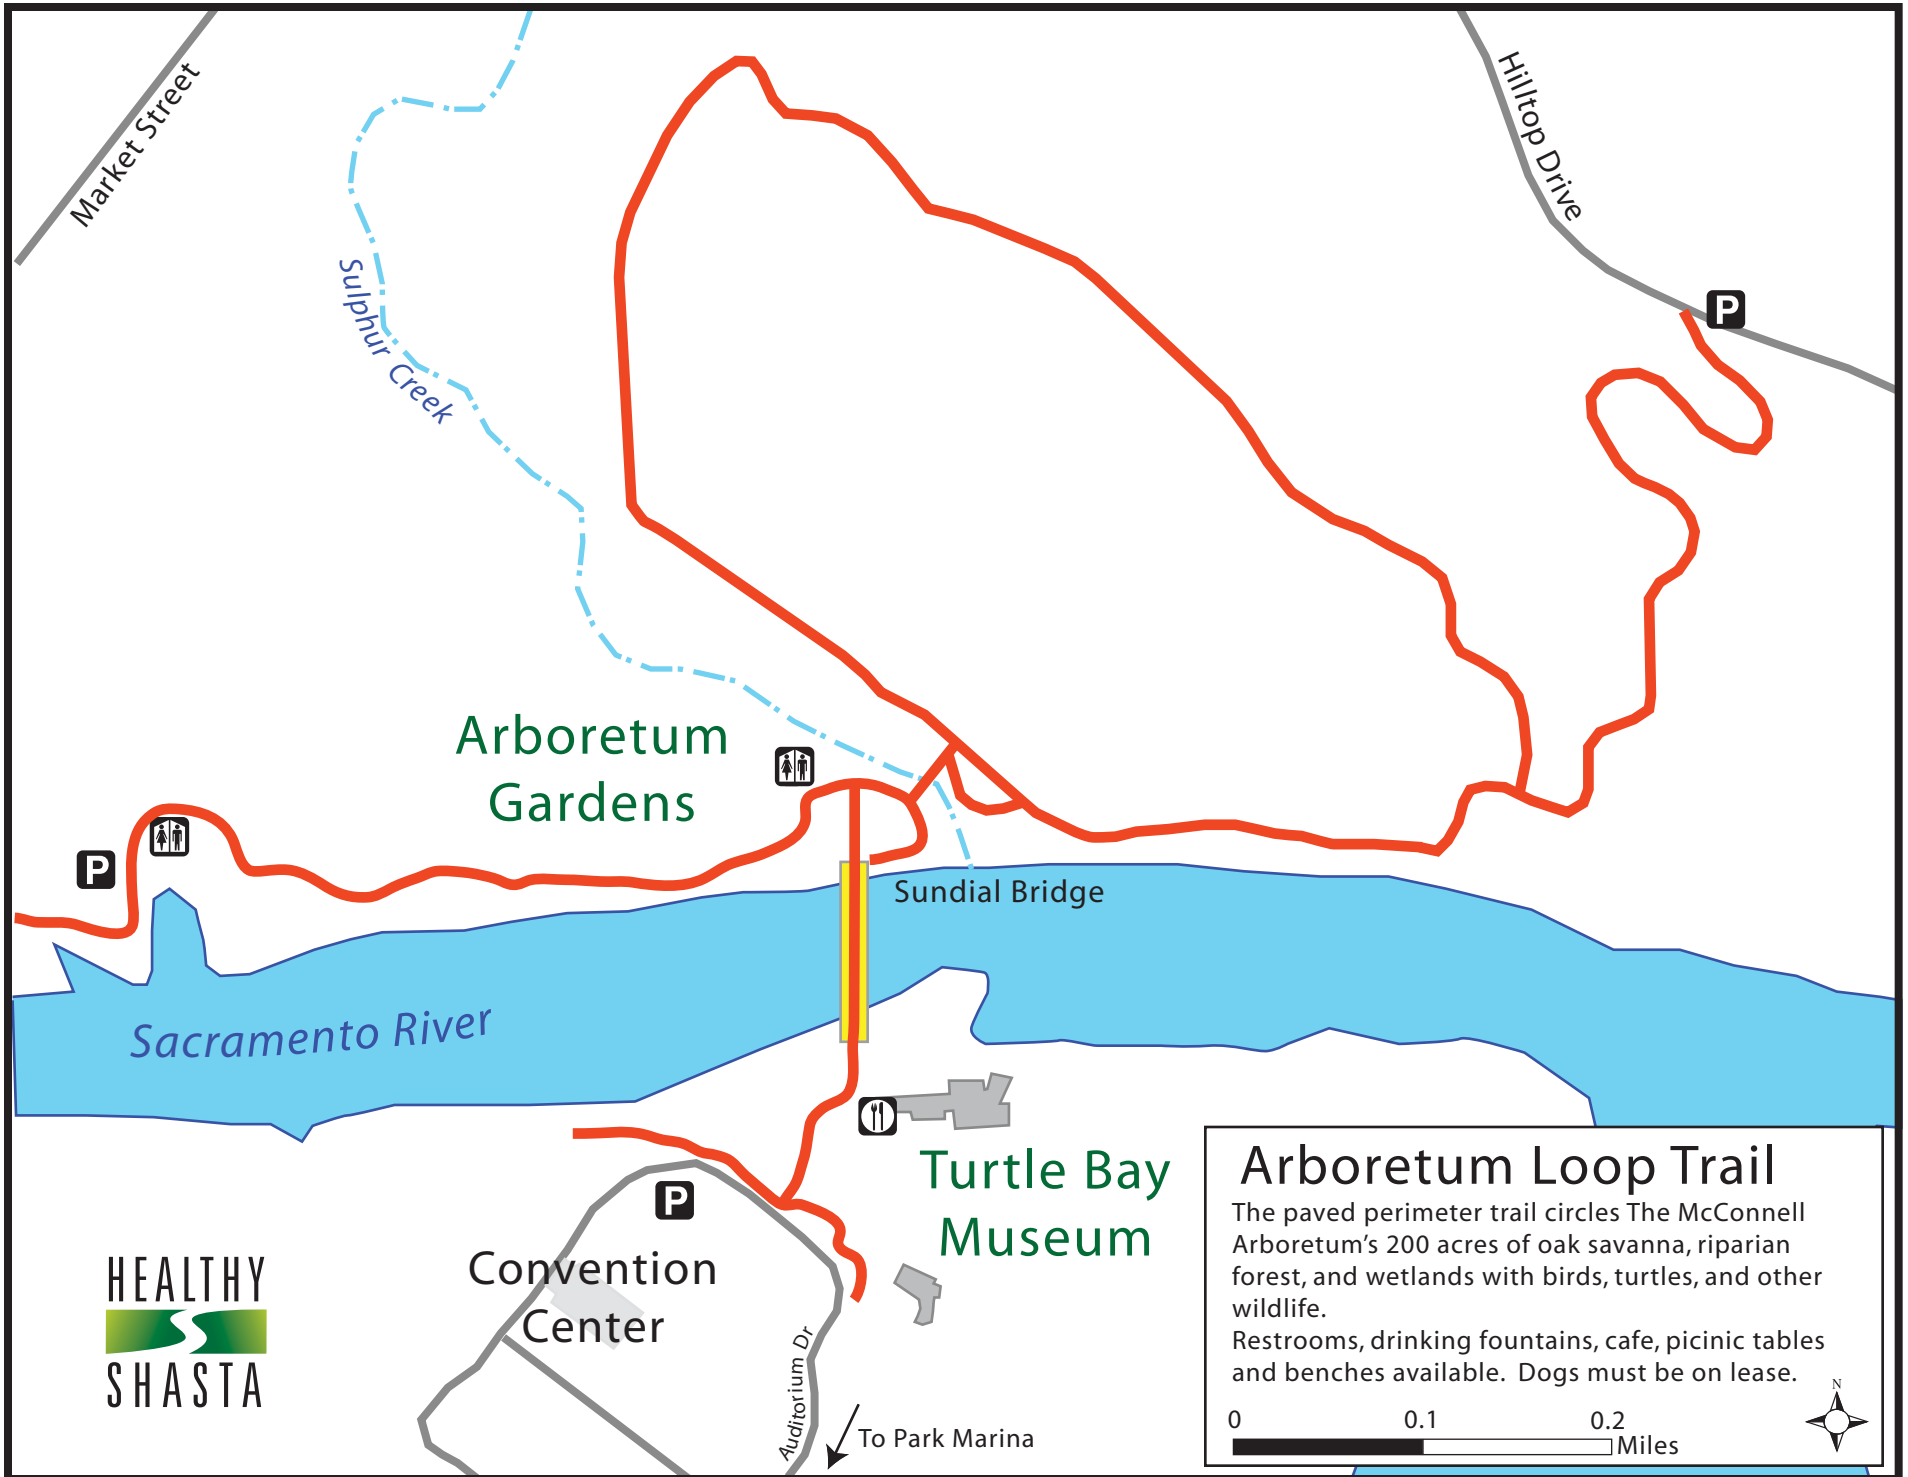 Market Street
Hilltop Drive
P
Sulphur Creek
Arboretum
Gardens
P
Sundial Bridge
Sacramento River
Turtle Bay
Museum
P
Convention
Center
HEALTHY
SHASTA
Auditorium Dr
To Park Marina
Arboretum Loop Trail
The paved perimeter trail circles The McConnell
Arboretum's 200 acres of oak savanna, riparian
forest, and wetlands with birds, turtles, and other
wildlife.
Restrooms, drinking fountains, cafe, picinic tables
and benches available.  Dogs must be on lease.
N
0 0.1 0.2
Miles